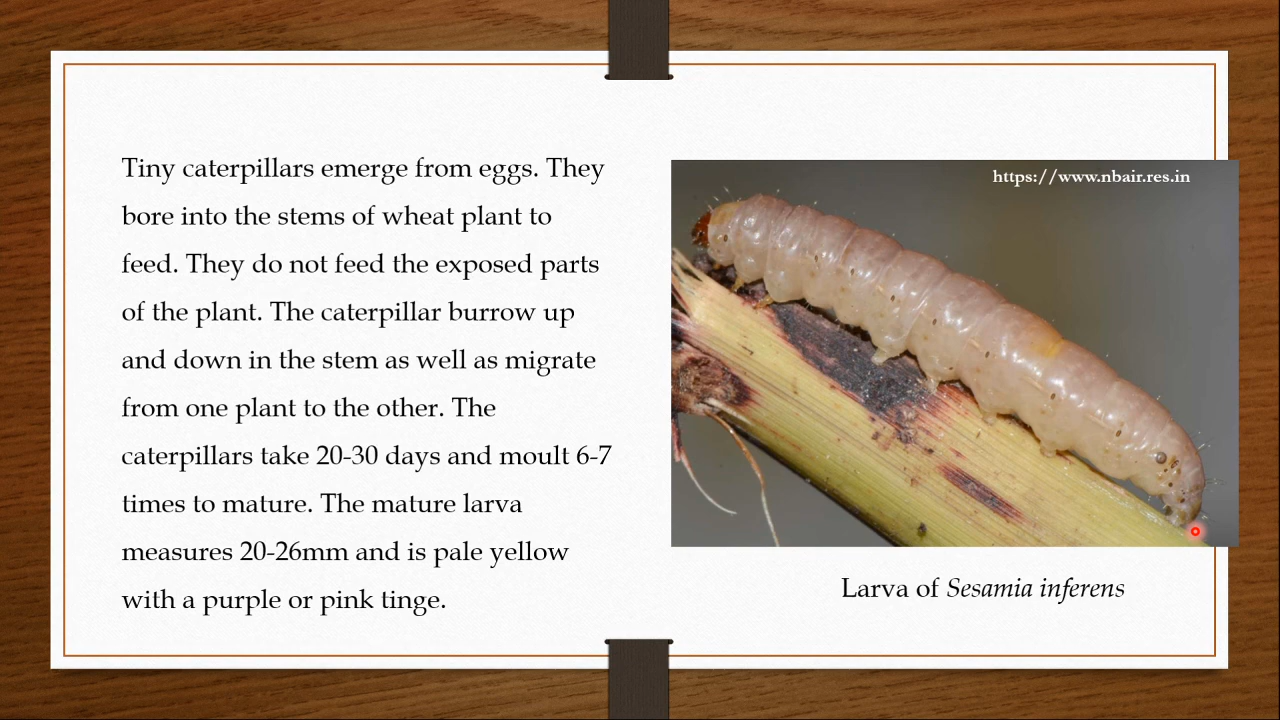 Tiny caterpillars emerge from eggs. They
bore into the stems of wheat plant to
feed. They do not feed the exposed parts
of the plant. The caterpillar burrow up
and down in the stem as well as migrate
from one plant to the other. The
caterpillars take 20-30 days and moult 6-7
times to mature. The mature larva
measures 20-26mm and is pale yellow
with a purple or pink tinge.
https://www.nbair.res.in
Larva of Sesamia inferens